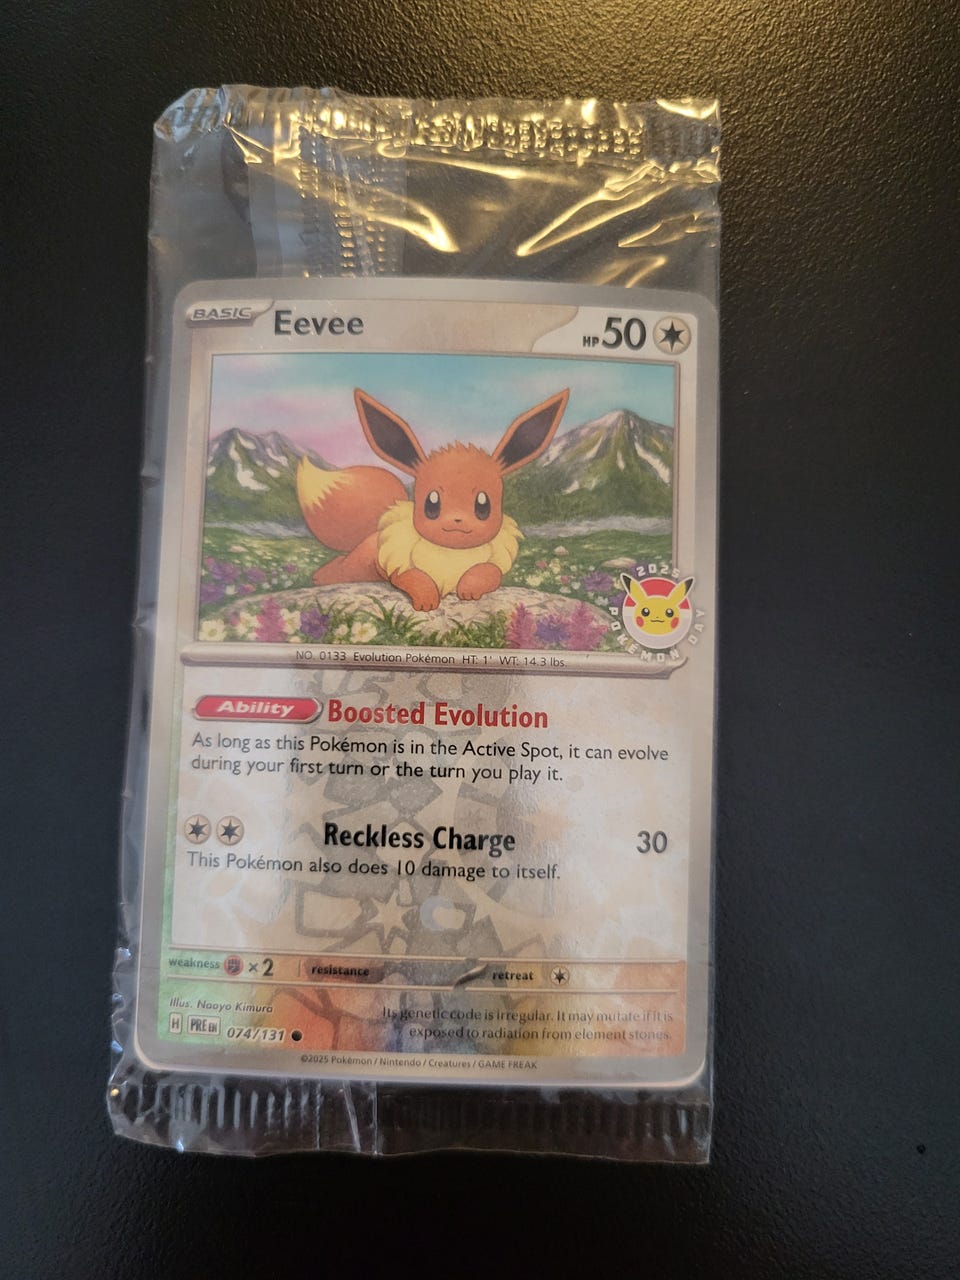 BASIC Eevee HP 50
2025
POKÉMON DAY
NO. 0133 Evolution Pokémon HT: 1' WT: 14.3 lbs.
Ability Boosted Evolution
As long as this Pokémon is in the Active Spot, it can evolve
during your first turn or the turn you play it.
Reckless Charge 30
This Pokémon also does 10 damage to itself.
weakness ×2 resistance retreat
Illus. Naoyo Kimura
Its genetic code is irregular. It may mutate if it is
exposed to radiation from element stones.
H PRE EN 074/131
©2025 Pokémon / Nintendo / Creatures / GAME FREAK